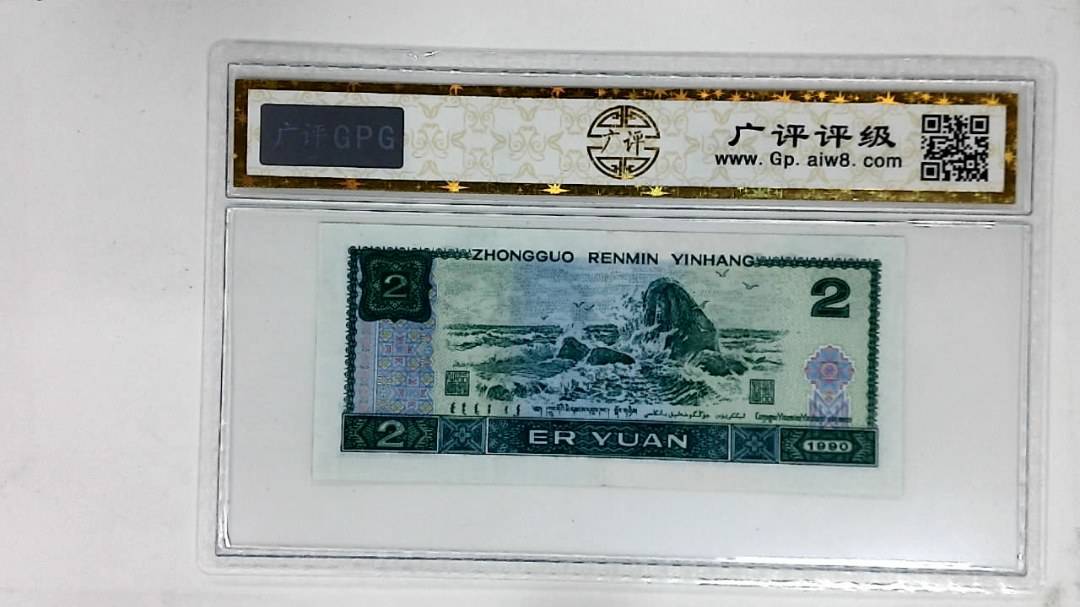 广评GPG
广评
广评评级
www.Gp.aiw8.com
ZHONGGUO RENMIN YINHANG
2
2
2
ER YUAN
1990